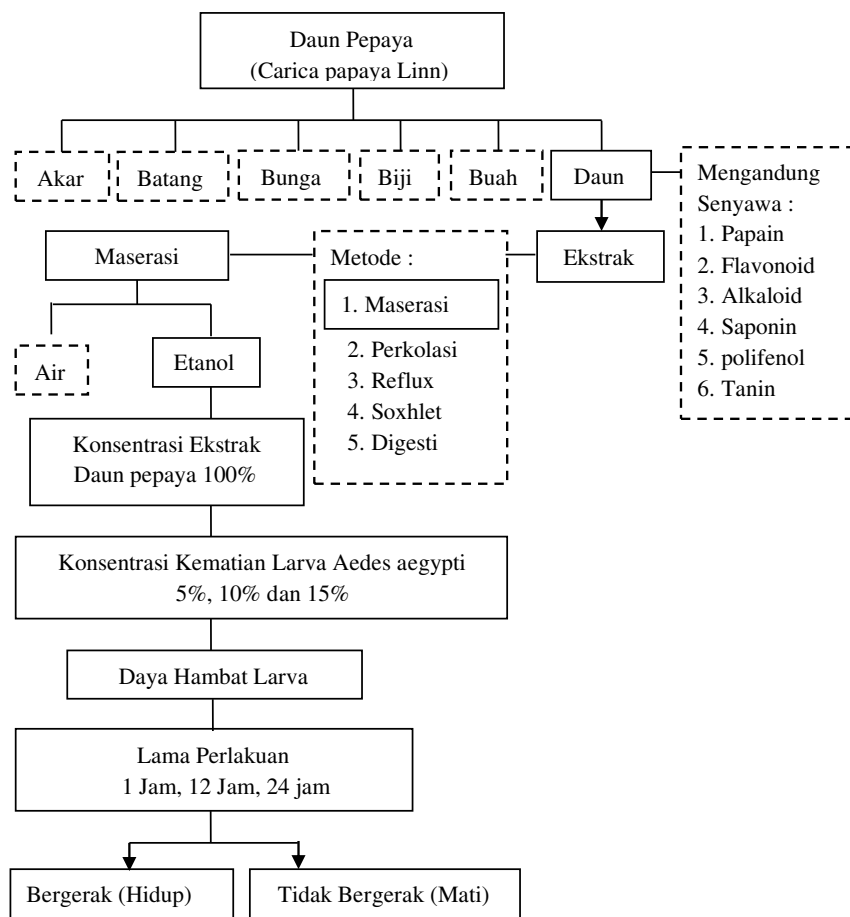 Daun Pepaya
(Carica papaya Linn)
Akar
Batang
Bunga
Biji
Buah
Daun
Mengandung
Senyawa :
1. Papain
2. Flavonoid
3. Alkaloid
4. Saponin
5. polifenol
6. Tanin
Ekstrak
Metode :
1. Maserasi
2. Perkolasi
3. Reflux
4. Soxhlet
5. Digesti
Maserasi
Air
Etanol
Konsentrasi Ekstrak
Daun pepaya 100%
Konsentrasi Kematian Larva Aedes aegypti
5%, 10% dan 15%
Daya Hambat Larva
Lama Perlakuan
1 Jam, 12 Jam, 24 jam
Bergerak (Hidup)
Tidak Bergerak (Mati)